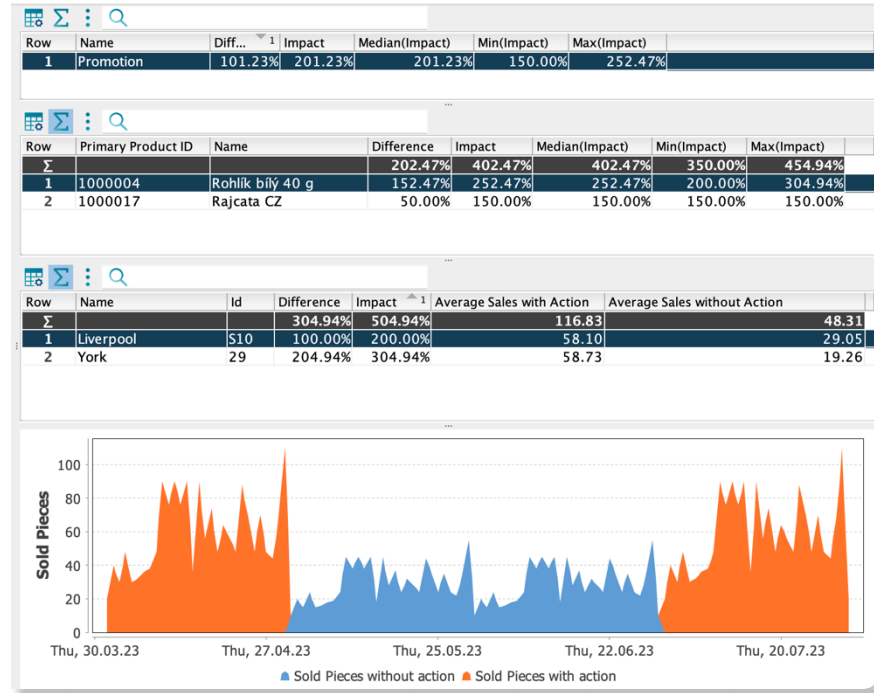 Row Name Diff... 1 Impact Median(Impact) Min(Impact) Max(Impact)
1 Promotion 101.23% 201.23% 201.23% 150.00% 252.47%
Row Primary Product ID Name Difference Impact Median(Impact) Min(Impact) Max(Impact)
Σ 202.47% 402.47% 402.47% 350.00% 454.94%
1 1000004 Rohlík bílý 40 g 152.47% 252.47% 252.47% 200.00% 304.94%
2 1000017 Rajcata CZ 50.00% 150.00% 150.00% 150.00% 150.00%
Row Name Id Difference Impact 1 Average Sales with Action Average Sales without Action
Σ 304.94% 504.94% 116.83 48.31
1 Liverpool S10 100.00% 200.00% 58.10 29.05
2 York 29 204.94% 304.94% 58.73 19.26
Sold Pieces
100
80
60
40
20
0
Thu, 30.03.23 Thu, 27.04.23 Thu, 25.05.23 Thu, 22.06.23 Thu, 20.07.23
Sold Pieces without action Sold Pieces with action